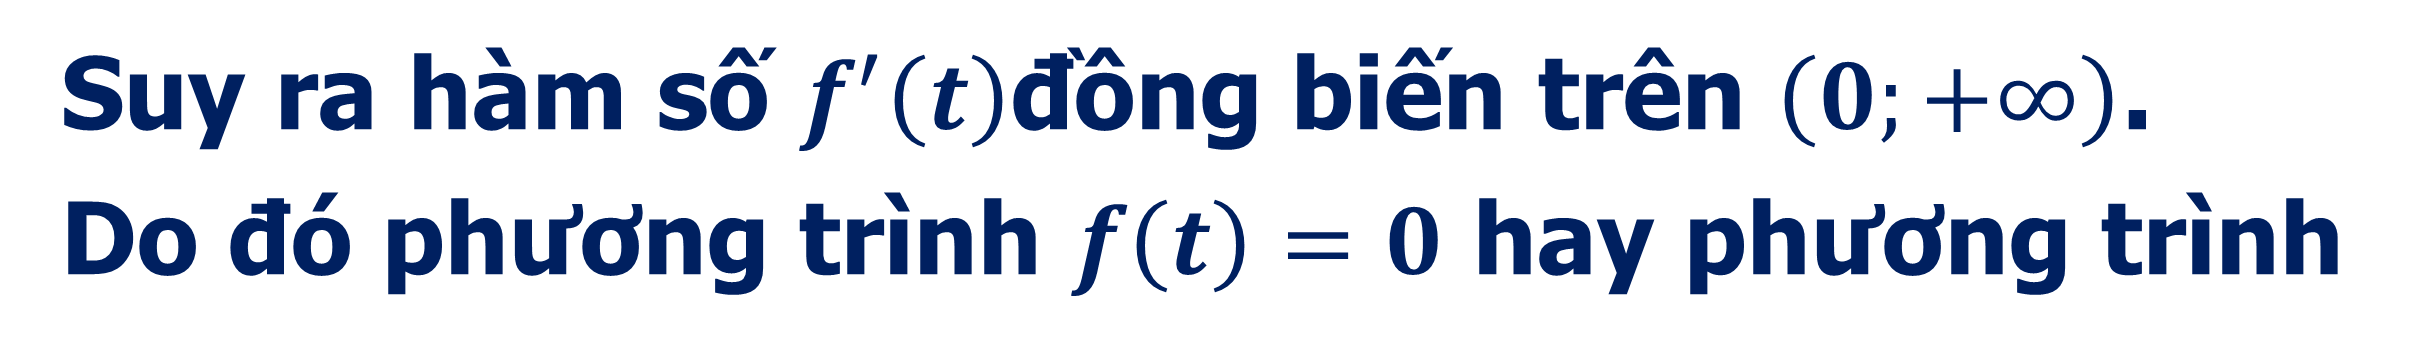 Suy ra hàm số f′(t)đồng biến trên (0; +∞).
Do đó phương trình f(t) = 0 hay phương trình